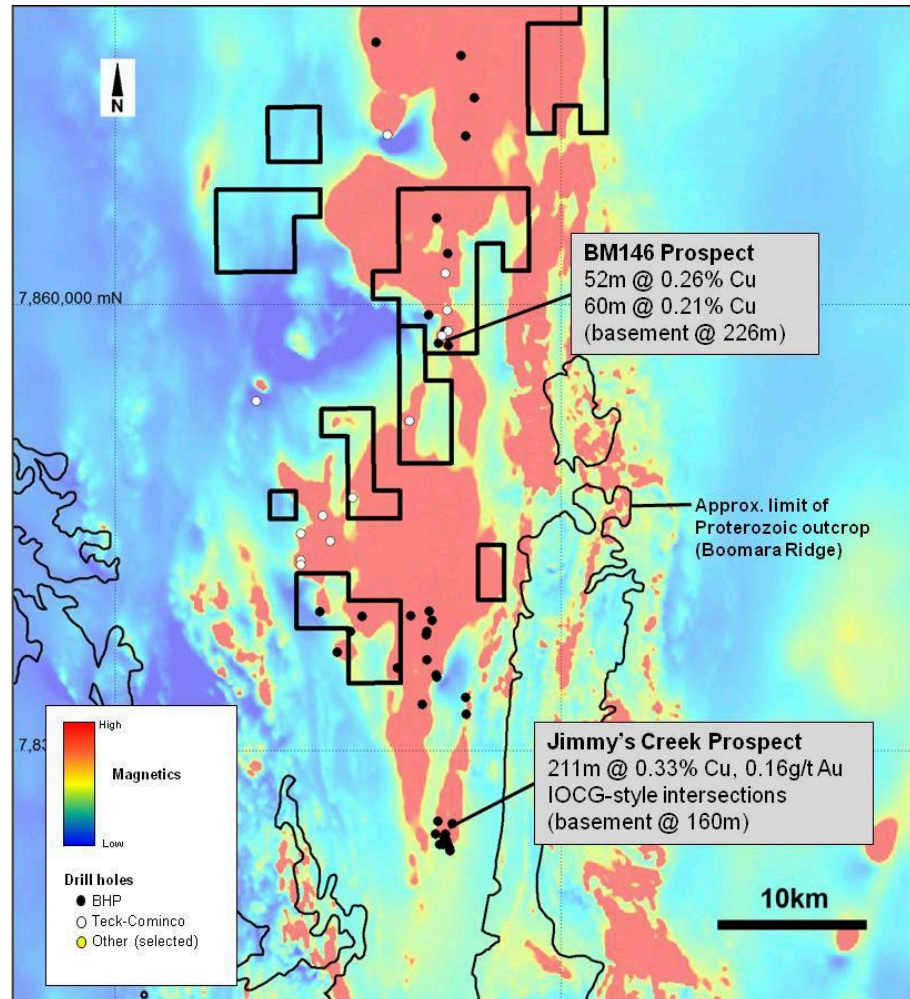 N
BM146 Prospect
52m @ 0.26% Cu
60m @ 0.21% Cu
(basement @ 226m)
7,860,000 mN
Approx. limit of
Proterozoic outcrop
(Boomara Ridge)
Jimmy's Creek Prospect
211m @ 0.33% Cu, 0.16g/t Au
IOCG-style intersections
(basement @ 160m)
7,83
High
Magnetics
Low
Drill holes
BHP
Teck-Cominco
Other (selected)
10km